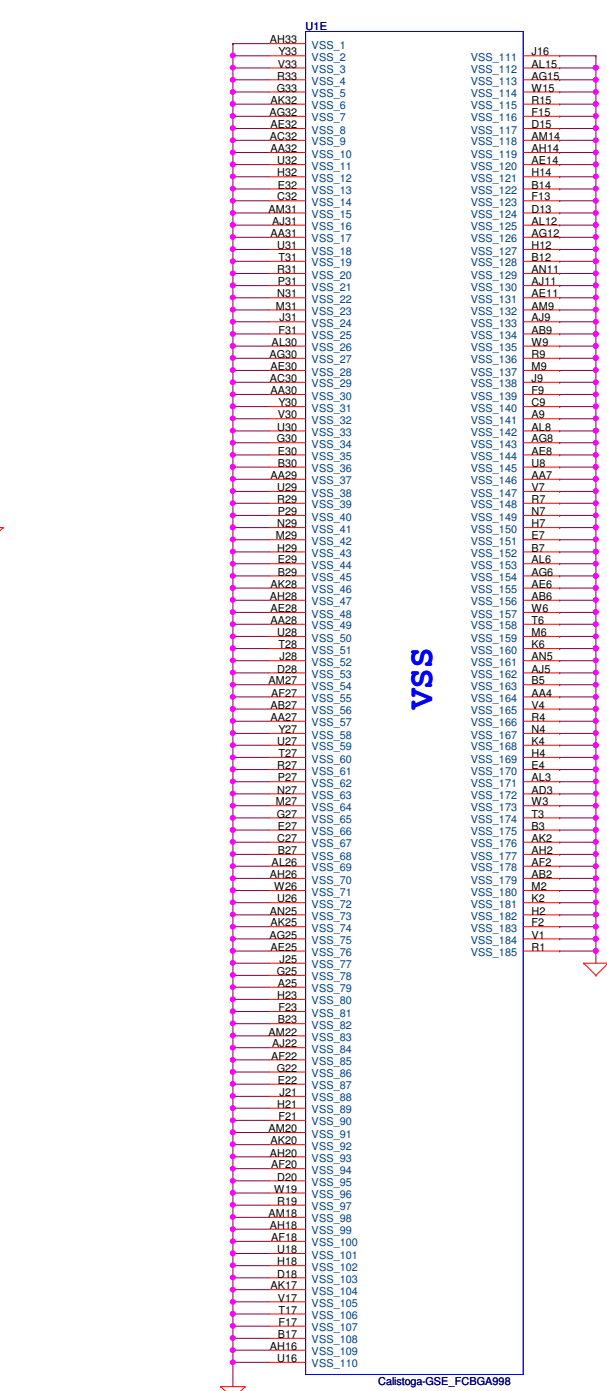 U1E
AH33 VSS_1
Y33 VSS_2
V33 VSS_3
R33 VSS_4
G33 VSS_5
AK32 VSS_6
AG32 VSS_7
AE32 VSS_8
AC32 VSS_9
AA32 VSS_10
U32 VSS_11
H32 VSS_12
E32 VSS_13
C32 VSS_14
AM31 VSS_15
AJ31 VSS_16
AA31 VSS_17
U31 VSS_18
T31 VSS_19
R31 VSS_20
P31 VSS_21
N31 VSS_22
M31 VSS_23
J31 VSS_24
F31 VSS_25
AL30 VSS_26
AG30 VSS_27
AE30 VSS_28
AC30 VSS_29
AA30 VSS_30
Y30 VSS_31
V30 VSS_32
U30 VSS_33
G30 VSS_34
E30 VSS_35
B30 VSS_36
AA29 VSS_37
U29 VSS_38
R29 VSS_39
P29 VSS_40
N29 VSS_41
M29 VSS_42
H29 VSS_43
E29 VSS_44
B29 VSS_45
AK28 VSS_46
AH28 VSS_47
AE28 VSS_48
AA28 VSS_49
U28 VSS_50
T28 VSS_51
J28 VSS_52
D28 VSS_53
AM27 VSS_54
AF27 VSS_55
AB27 VSS_56
AA27 VSS_57
Y27 VSS_58
U27 VSS_59
T27 VSS_60
R27 VSS_61
P27 VSS_62
N27 VSS_63
M27 VSS_64
G27 VSS_65
E27 VSS_66
C27 VSS_67
B27 VSS_68
AL26 VSS_69
AH26 VSS_70
W26 VSS_71
U26 VSS_72
AN25 VSS_73
AK25 VSS_74
AG25 VSS_75
AE25 VSS_76
J25 VSS_77
G25 VSS_78
A25 VSS_79
H23 VSS_80
F23 VSS_81
B23 VSS_82
AM22 VSS_83
AJ22 VSS_84
AF22 VSS_85
G22 VSS_86
E22 VSS_87
J21 VSS_88
H21 VSS_89
F21 VSS_90
AM20 VSS_91
AK20 VSS_92
AH20 VSS_93
AF20 VSS_94
D20 VSS_95
W19 VSS_96
R19 VSS_97
AM18 VSS_98
AH18 VSS_99
AF18 VSS_100
U18 VSS_101
H18 VSS_102
D18 VSS_103
AK17 VSS_104
V17 VSS_105
T17 VSS_106
F17 VSS_107
B17 VSS_108
AH16 VSS_109
U16 VSS_110
VSS
VSS_111 J16
VSS_112 AL15
VSS_113 AG15
VSS_114 W15
VSS_115 R15
VSS_116 F15
VSS_117 D15
VSS_118 AM14
VSS_119 AH14
VSS_120 AE14
VSS_121 H14
VSS_122 B14
VSS_123 F13
VSS_124 D13
VSS_125 AL12
VSS_126 AG12
VSS_127 H12
VSS_128 B12
VSS_129 AN11
VSS_130 AJ11
VSS_131 AE11
VSS_132 AM9
VSS_133 AJ9
VSS_134 AB9
VSS_135 W9
VSS_136 R9
VSS_137 M9
VSS_138 J9
VSS_139 F9
VSS_140 C9
VSS_141 A9
VSS_142 AL8
VSS_143 AG8
VSS_144 AE8
VSS_145 U8
VSS_146 AA7
VSS_147 V7
VSS_148 R7
VSS_149 N7
VSS_150 H7
VSS_151 E7
VSS_152 B7
VSS_153 AL6
VSS_154 AG6
VSS_155 AE6
VSS_156 AB6
VSS_157 W6
VSS_158 T6
VSS_159 M6
VSS_160 K6
VSS_161 AN5
VSS_162 AJ5
VSS_163 B5
VSS_164 AA4
VSS_165 V4
VSS_166 R4
VSS_167 N4
VSS_168 K4
VSS_169 H4
VSS_170 E4
VSS_171 AL3
VSS_172 AD3
VSS_173 W3
VSS_174 T3
VSS_175 B3
VSS_176 AK2
VSS_177 AH2
VSS_178 AF2
VSS_179 AB2
VSS_180 M2
VSS_181 K2
VSS_182 H2
VSS_183 F2
VSS_184 V1
VSS_185 R1
Calistoga-GSE_FCBGA998